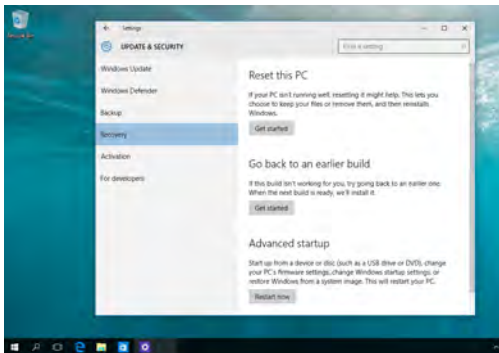 Settings
UPDATE & SECURITY
Find a setting
Windows Update
Windows Defender
Backup
Recovery
Activation
For developers
Reset this PC
If your PC isn't running well, resetting it might help. This lets you
choose to keep your files or remove them, and then reinstalls
Windows.
Get started
Go back to an earlier build
If this build isn't working for you, try going back to an earlier one.
When the next build is ready, we'll install it.
Get started
Advanced startup
Start up from a device or disc (such as a USB drive or DVD), change
your PC's firmware settings, change Windows startup settings, or
restore Windows from a system image. This will restart your PC.
Restart now